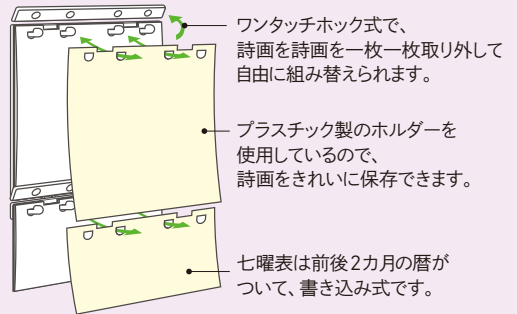 ワンタッチホック式で、
詩画を詩画を一枚一枚取り外して
自由に組み替えられます。
プラスチック製のホルダーを
使用しているので、
詩画をきれいに保存できます。
七曜表は前後2カ月の暦が
ついて、書き込み式です。